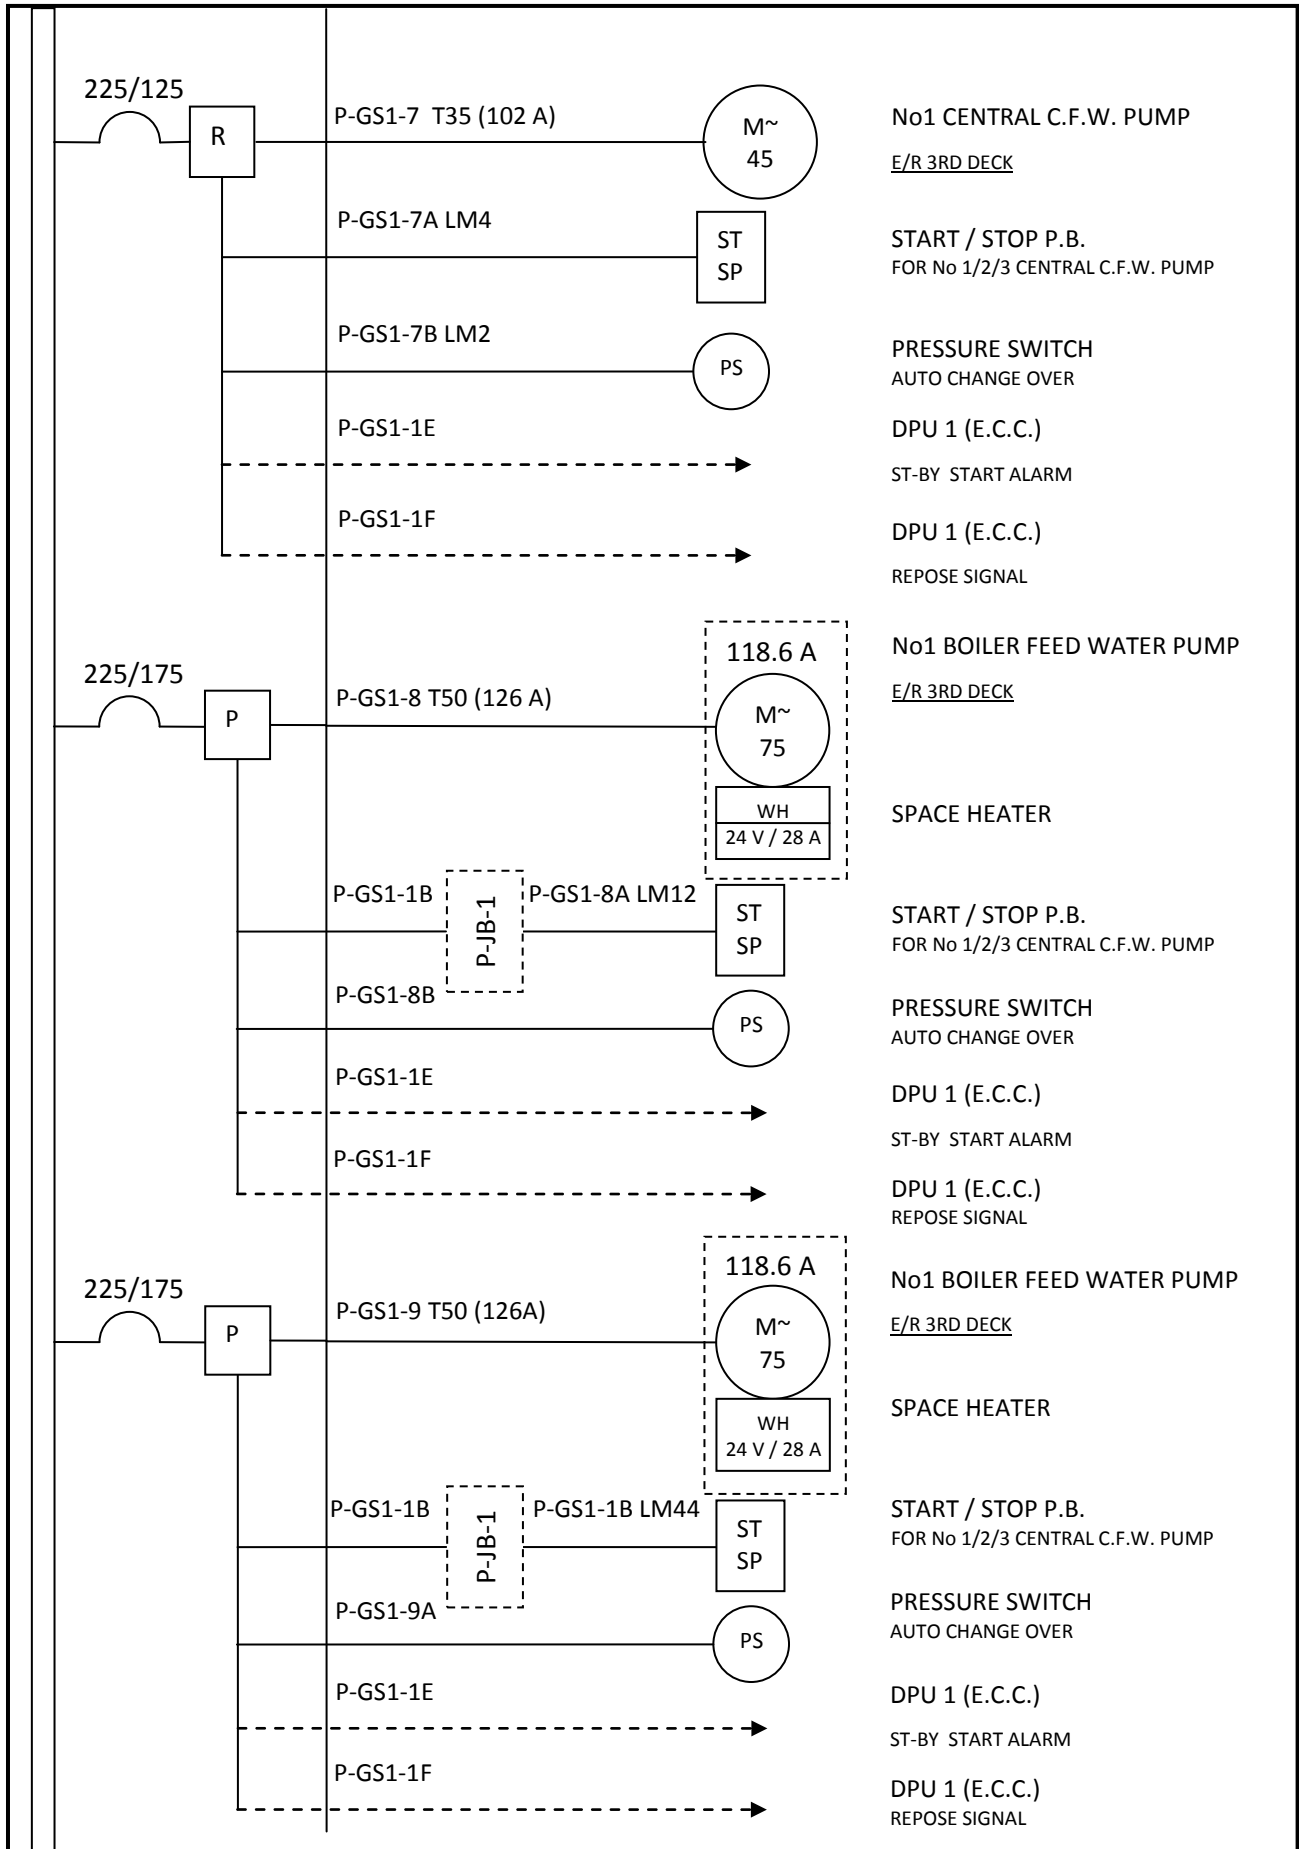 225/125
R
P-GS1-7 T35 (102 A)
M~
45
No1 CENTRAL C.F.W. PUMP
E/R 3RD DECK
P-GS1-7A LM4
ST
SP
START / STOP P.B.
FOR No 1/2/3 CENTRAL C.F.W. PUMP
P-GS1-7B LM2
PS
PRESSURE SWITCH
AUTO CHANGE OVER
P-GS1-1E
DPU 1 (E.C.C.)
ST-BY START ALARM
P-GS1-1F
DPU 1 (E.C.C.)
REPOSE SIGNAL
225/175
P
P-GS1-8 T50 (126 A)
118.6 A
M~
75
No1 BOILER FEED WATER PUMP
E/R 3RD DECK
WH
24 V / 28 A
SPACE HEATER
P-GS1-1B
P-JB-1
P-GS1-8A LM12
ST
SP
START / STOP P.B.
FOR No 1/2/3 CENTRAL C.F.W. PUMP
P-GS1-8B
PS
PRESSURE SWITCH
AUTO CHANGE OVER
P-GS1-1E
DPU 1 (E.C.C.)
ST-BY START ALARM
P-GS1-1F
DPU 1 (E.C.C.)
REPOSE SIGNAL
225/175
P
P-GS1-9 T50 (126A)
118.6 A
M~
75
No1 BOILER FEED WATER PUMP
E/R 3RD DECK
WH
24 V / 28 A
SPACE HEATER
P-GS1-1B
P-JB-1
P-GS1-1B LM44
ST
SP
START / STOP P.B.
FOR No 1/2/3 CENTRAL C.F.W. PUMP
P-GS1-9A
PS
PRESSURE SWITCH
AUTO CHANGE OVER
P-GS1-1E
DPU 1 (E.C.C.)
ST-BY START ALARM
P-GS1-1F
DPU 1 (E.C.C.)
REPOSE SIGNAL